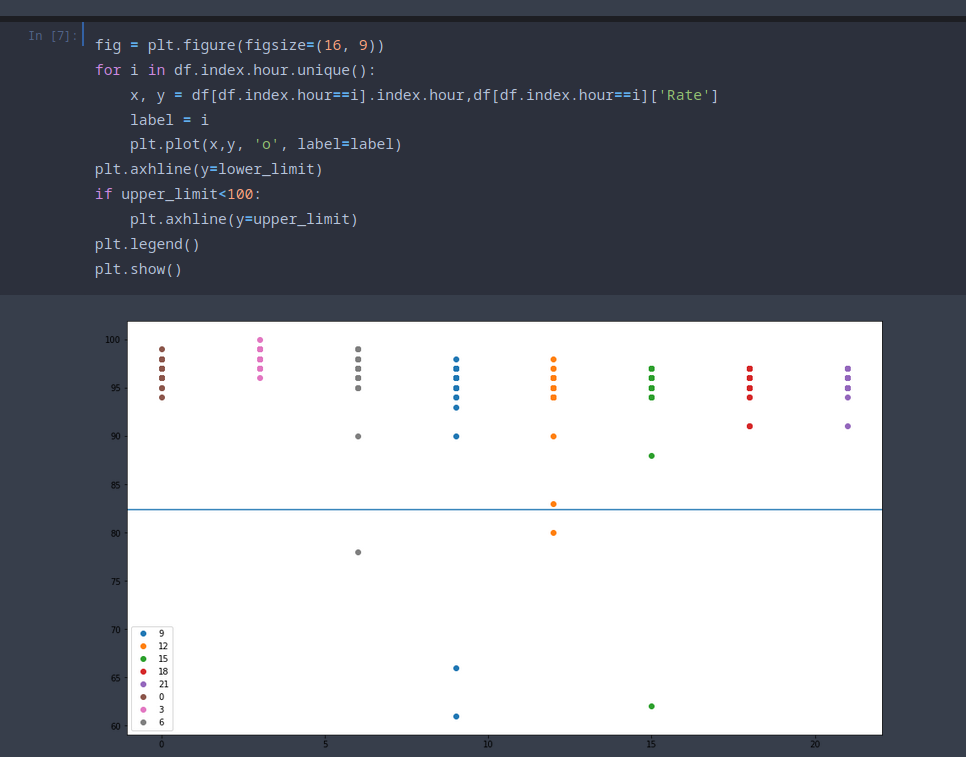 In [7]:
fig = plt.figure(figsize=(16, 9))
for i in df.index.hour.unique():
    x, y = df[df.index.hour==i].index.hour,df[df.index.hour==i]['Rate']
    label = i
    plt.plot(x,y, 'o', label=label)
plt.axhline(y=lower_limit)
if upper_limit<100:
    plt.axhline(y=upper_limit)
plt.legend()
plt.show()
100
95
90
85
80
75
70
65
60
9
12
15
18
21
0
3
6
0 5 10 15 20